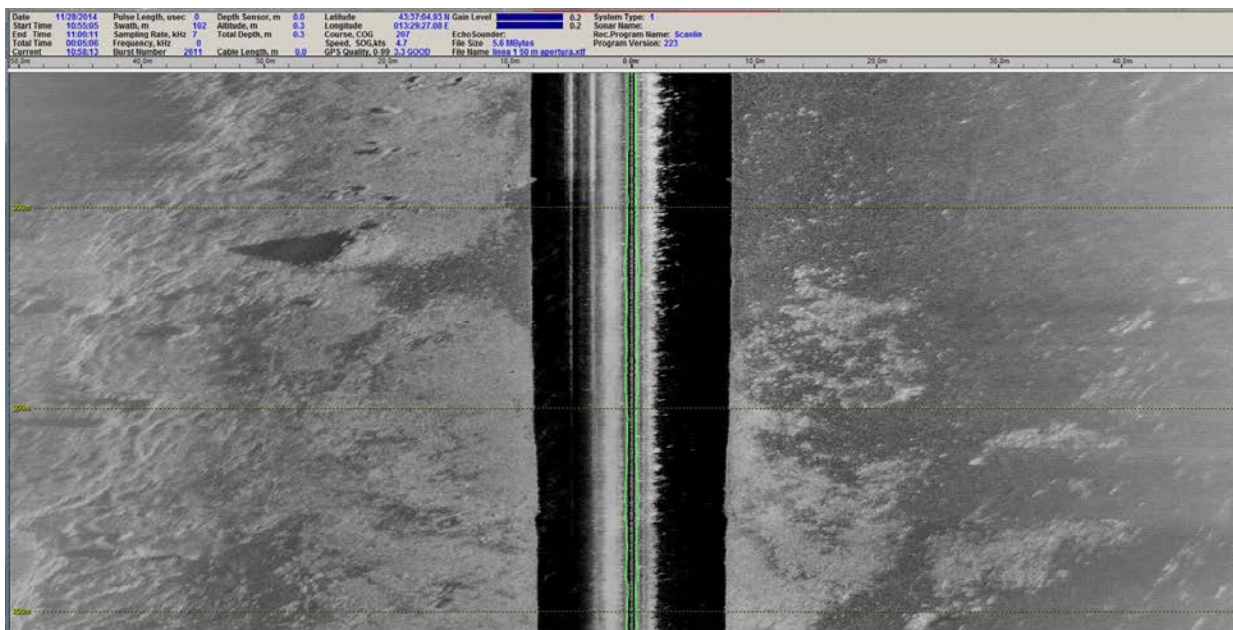 Date 11/28/2014 Pulse Length, usec 0 Depth Sensor, m 0.0 Latitude 43:37:04.93 N Gain Level 0.2 System Type: 1
Start Time 10:55:05 Swath, m 102 Altitude, m 0.3 Longitude 013:29:27.08 E 0.2 Sonar Name:
End Time 11:00:11 Sampling Rate, kHz 7 Total Depth, m 0.3 Course, COG 207 EchoSounder: Rec.Program Name: Scanlin
Total Time 00:05:06 Frequency, kHz 0 Speed, SOG,kts 4.7 File Size 5.6 MBytes Program Version: 223
Current 10:58:13 Burst Number 2611 Cable Length, m 0.0 GPS Quality, 0-99 3.3 GOOD File Name linea 1 50 m apertura.xtf
50,0m 40,0m 30,0m 20,0m 10,0m 0,0m 10,0m 20,0m 30,0m 40,0m